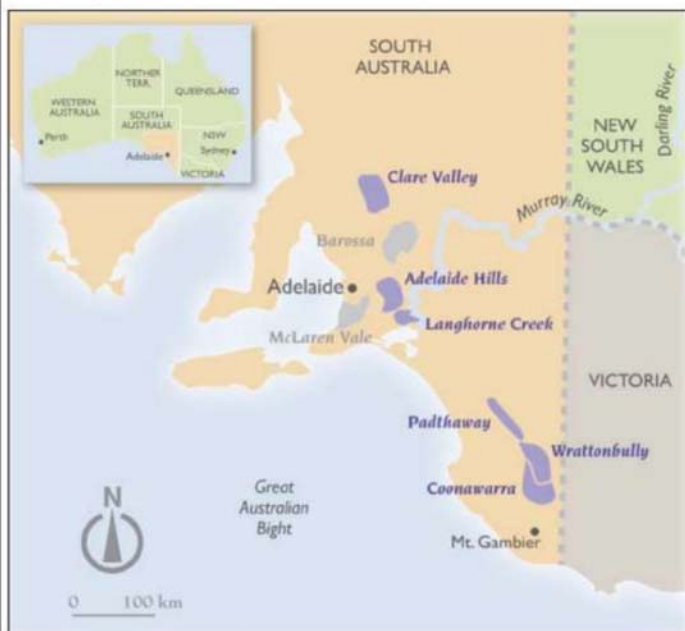 SOUTH
AUSTRALIA
NORTHER
TERR.
QUEENSLAND
WESTERN
AUSTRALIA
SOUTH
AUSTRALIA
Perth
NSW
Adelaide
Sydney
VICTORIA
NEW
SOUTH
WALES
Darling River
Clare Valley
Murray River
Barossa
Adelaide Hills
Adelaide
Langhorne Creek
McLaren Vale
VICTORIA
Padthaway
Wrattonbully
Coonawarra
Great
Australian
Bight
N
Mt. Gambier
0 100 km